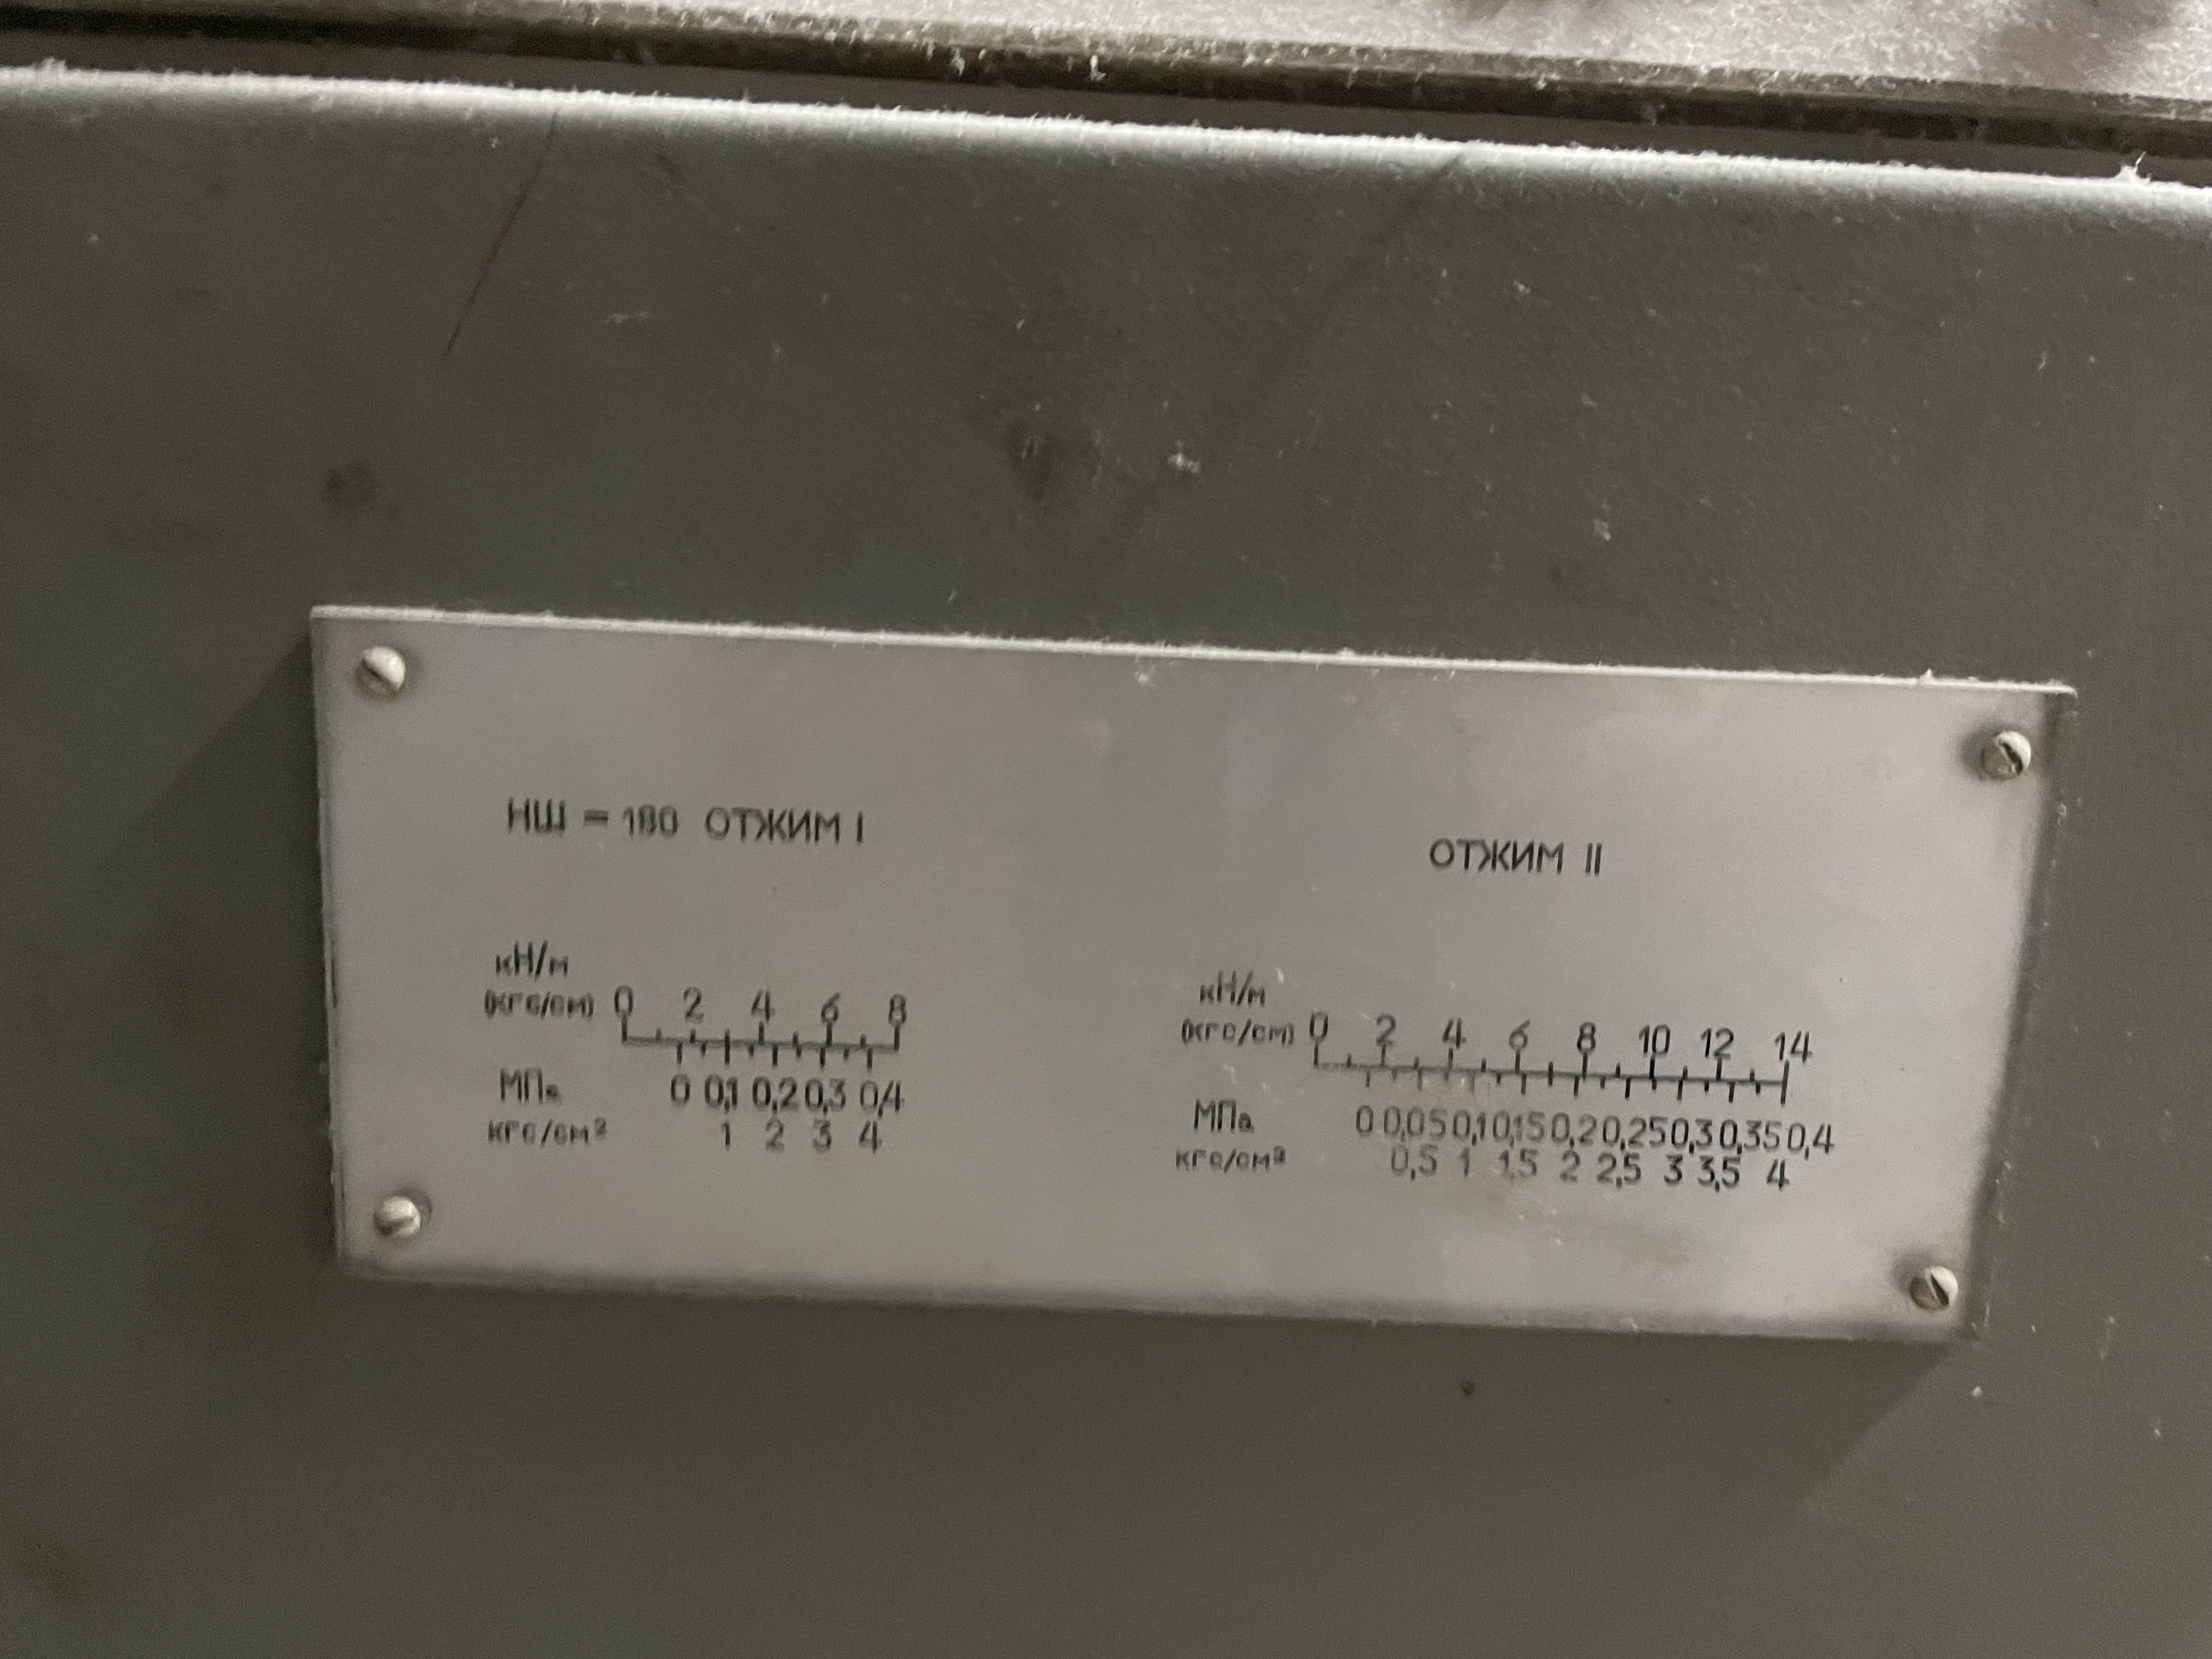 НШ = 180 ОТЖИМ I
кН/м
(кгс/см) 0 2 4 6 8
МПа 0 0,1 0,2 0,3 0,4
кгс/см² 1 2 3 4
ОТЖИМ II
кН/м
(кгс/см) 0 2 4 6 8 10 12 14
МПа 0 0,05 0,1 0,15 0,2 0,25 0,3 0,35 0,4
кгс/см² 0,5 1 1,5 2 2,5 3 3,5 4